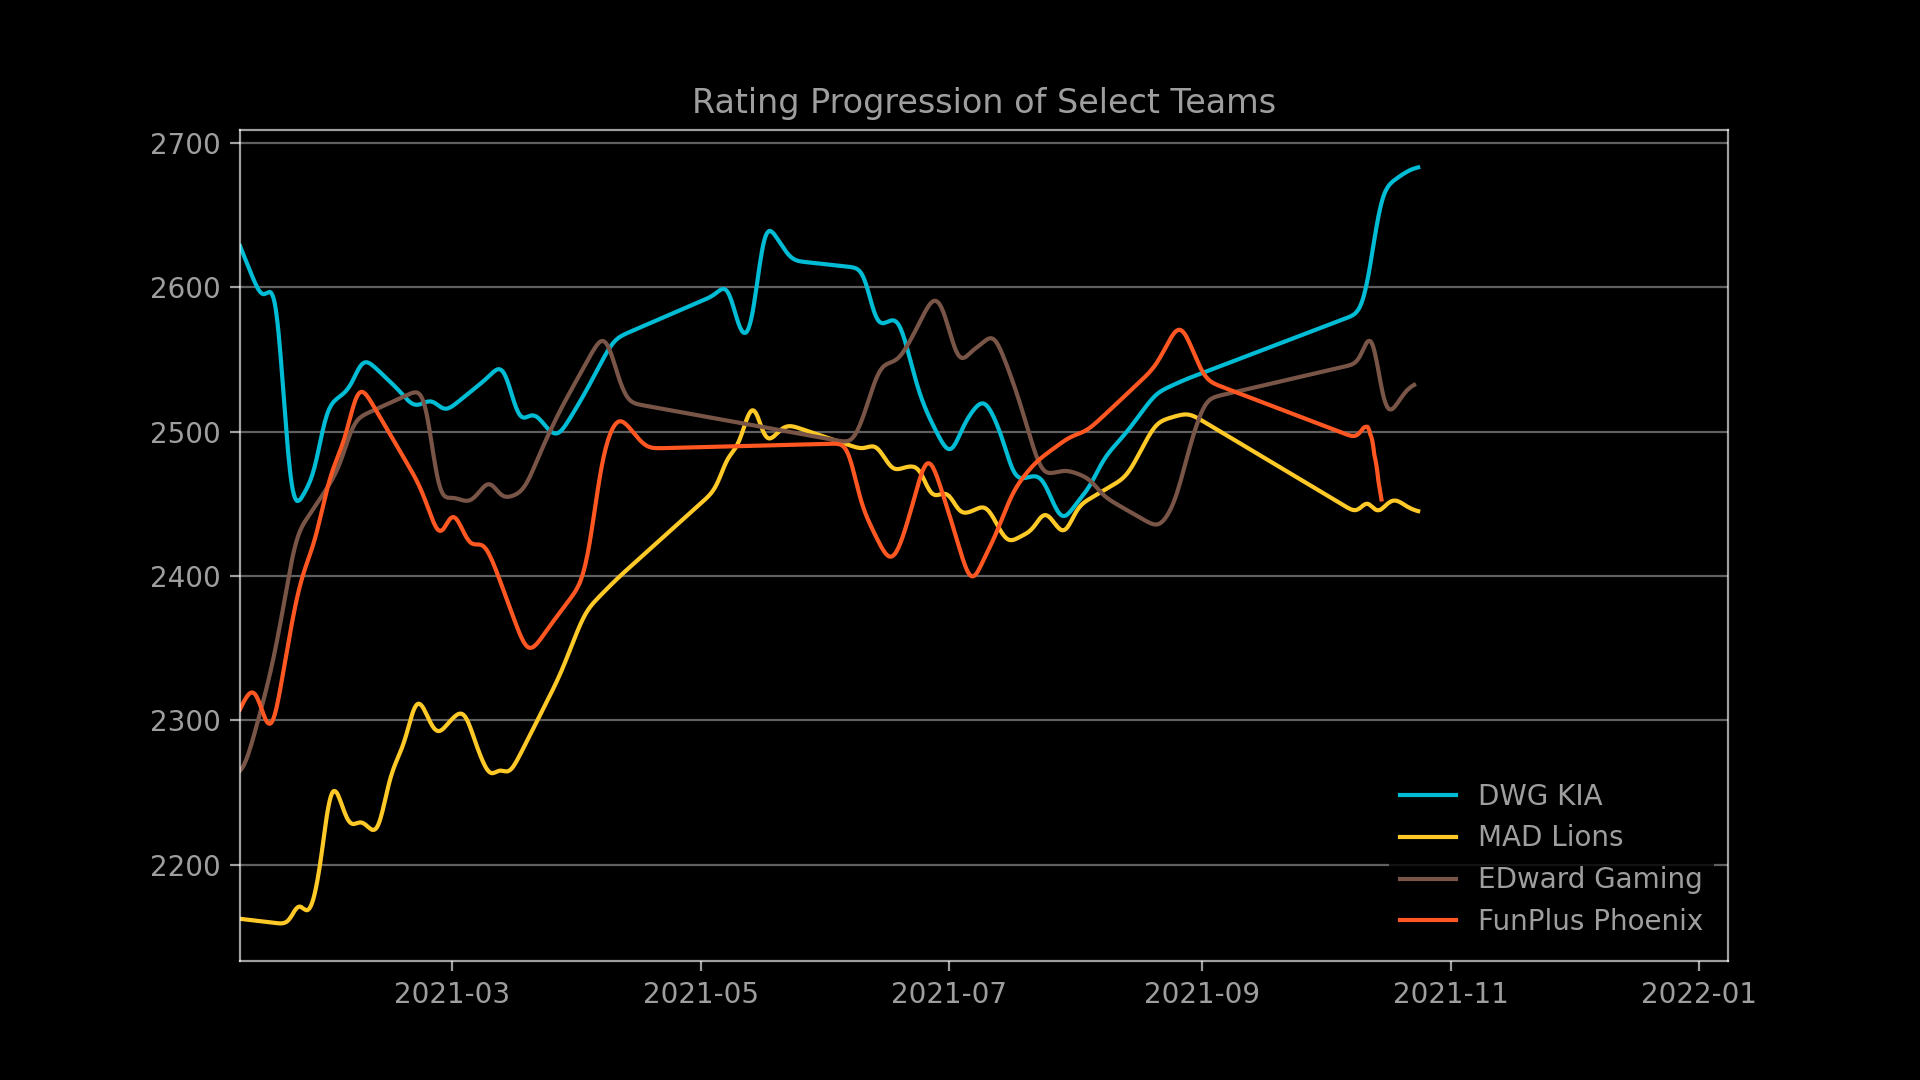 Rating Progression of Select Teams
2700
2600
2500
2400
2300
2200
DWG KIA
MAD Lions
EDward Gaming
FunPlus Phoenix
2021-03 2021-05 2021-07 2021-09 2021-11 2022-01